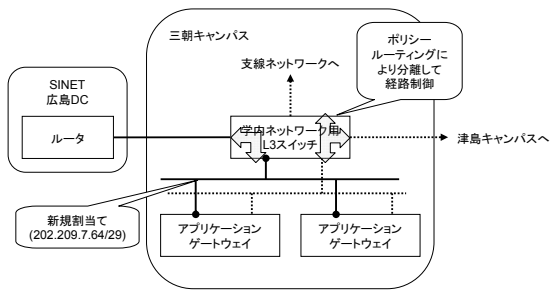 三朝キャンパス
ポリシー
ルーティングに
より分離して
経路制御
支線ネットワークへ
SINET
広島DC
ルータ
学内ネットワーク用
L3スイッチ
津島キャンパスへ
新規割当て
(202.209.7.64/29)
アプリケーション
ゲートウェイ
アプリケーション
ゲートウェイ